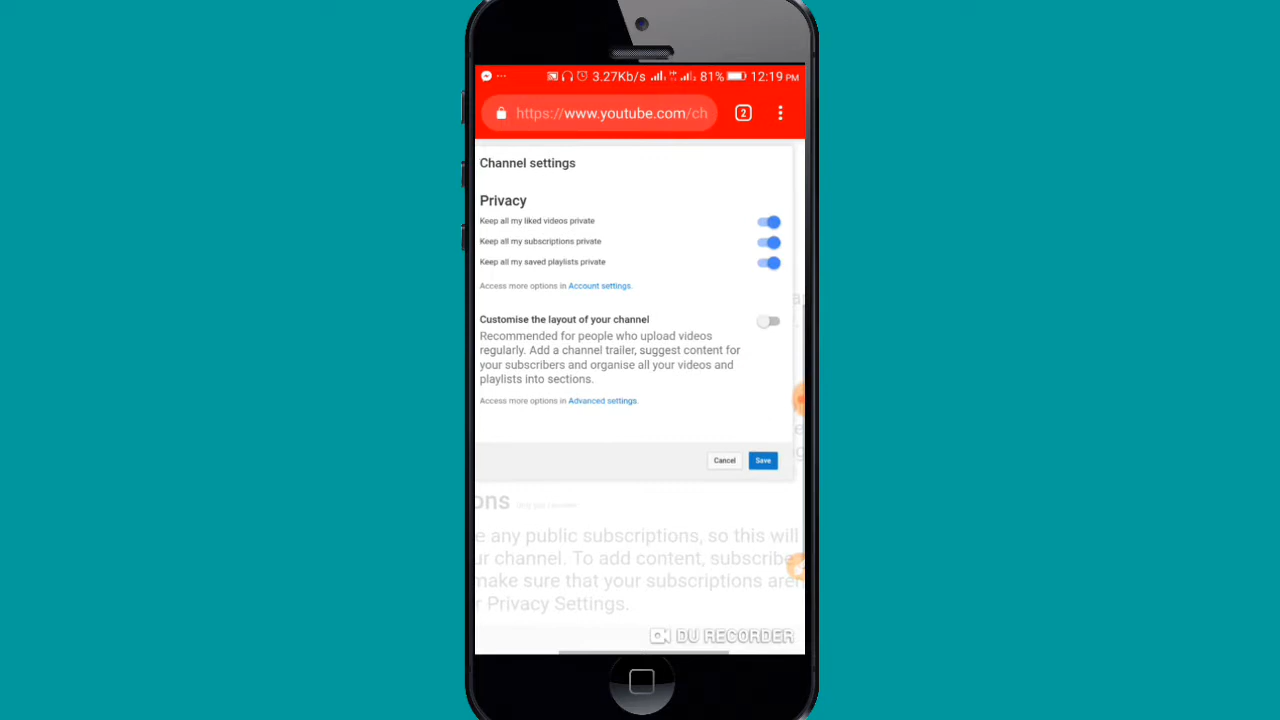 3.27Kb/s 81% 12:19 PM
https://www.youtube.com/ch 2
Channel settings
Privacy
Keep all my liked videos private
Keep all my subscriptions private
Keep all my saved playlists private
Access more options in Account settings.
Customise the layout of your channel
Recommended for people who upload videos
regularly. Add a channel trailer, suggest content for
your subscribers and organise all your videos and
playlists into sections.
Access more options in Advanced settings.
Cancel Save
ons
e any public subscriptions, so this will
ur channel. To add content, subscribe
make sure that your subscriptions aren
r Privacy Settings.
DU RECORDER